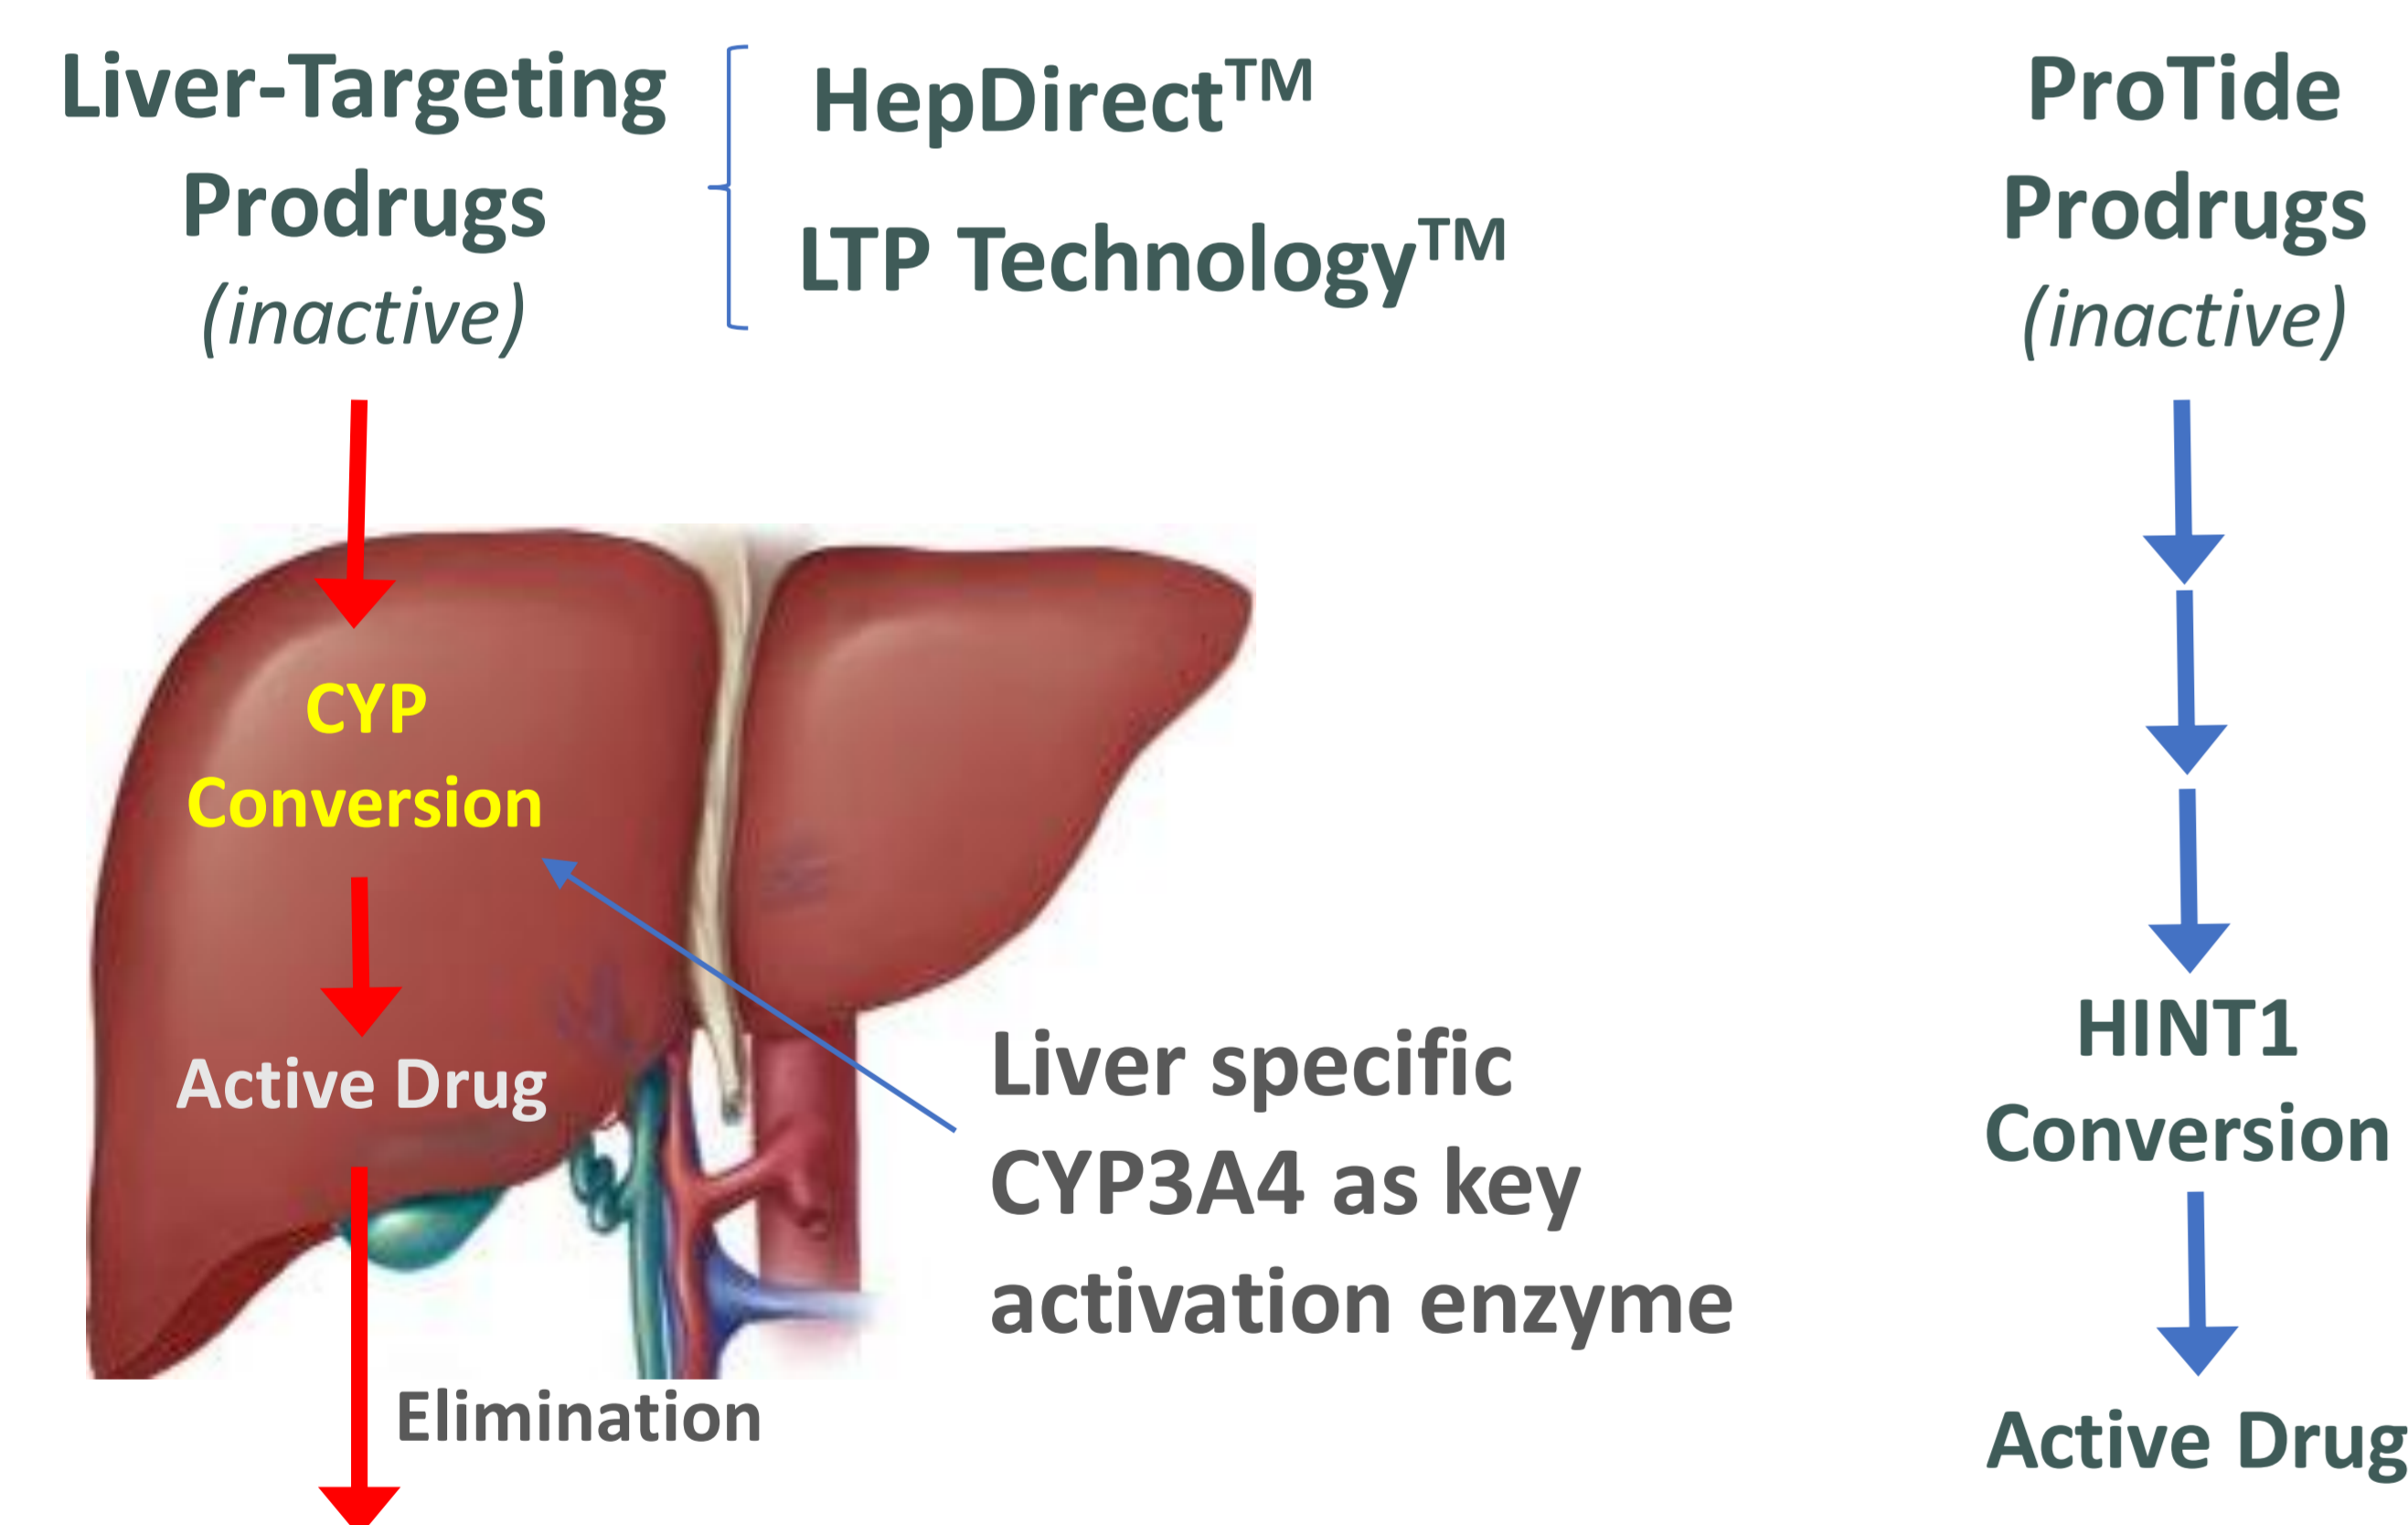 Liver-Targeting
Prodrugs
(inactive)
HepDirect™
LTP Technology™
CYP
Conversion
Active Drug
Elimination
Liver specific
CYP3A4 as key
activation enzyme
ProTide
Prodrugs
(inactive)
HINT1
Conversion
Active Drug